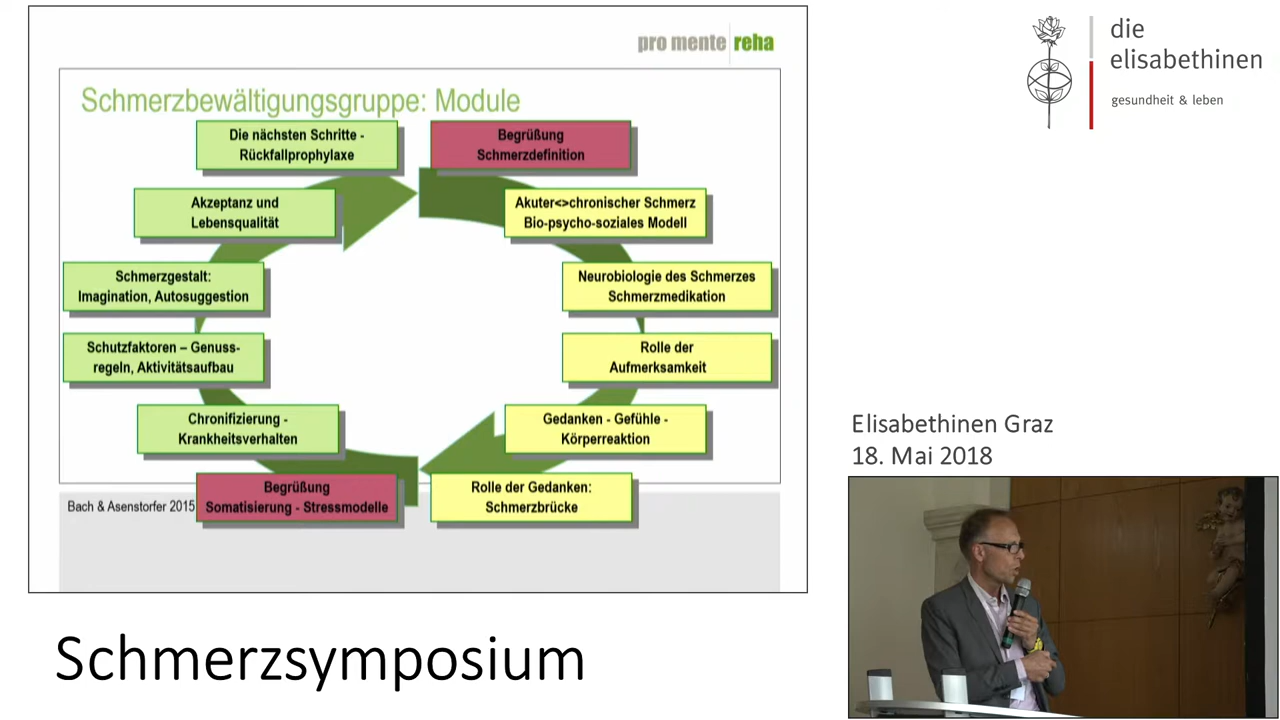 pro mente reha
Schmerzbewältigungsgruppe: Module
Die nächsten Schritte -
Rückfallprophylaxe
Begrüßung
Schmerzdefinition
Akzeptanz und
Lebensqualität
Akuter<>chronischer Schmerz
Bio-psycho-soziales Modell
Schmerzgestalt:
Imagination, Autosuggestion
Neurobiologie des Schmerzes
Schmerzmedikation
Schutzfaktoren – Genuss-
regeln, Aktivitätsaufbau
Rolle der
Aufmerksamkeit
Chronifizierung -
Krankheitsverhalten
Gedanken - Gefühle -
Körperreaktion
Begrüßung
Somatisierung - Stressmodelle
Rolle der Gedanken:
Schmerzbrücke
Bach & Asenstorfer 2015
die
elisabethinen
gesundheit & leben
Elisabethinen Graz
18. Mai 2018
Schmerzsymposium